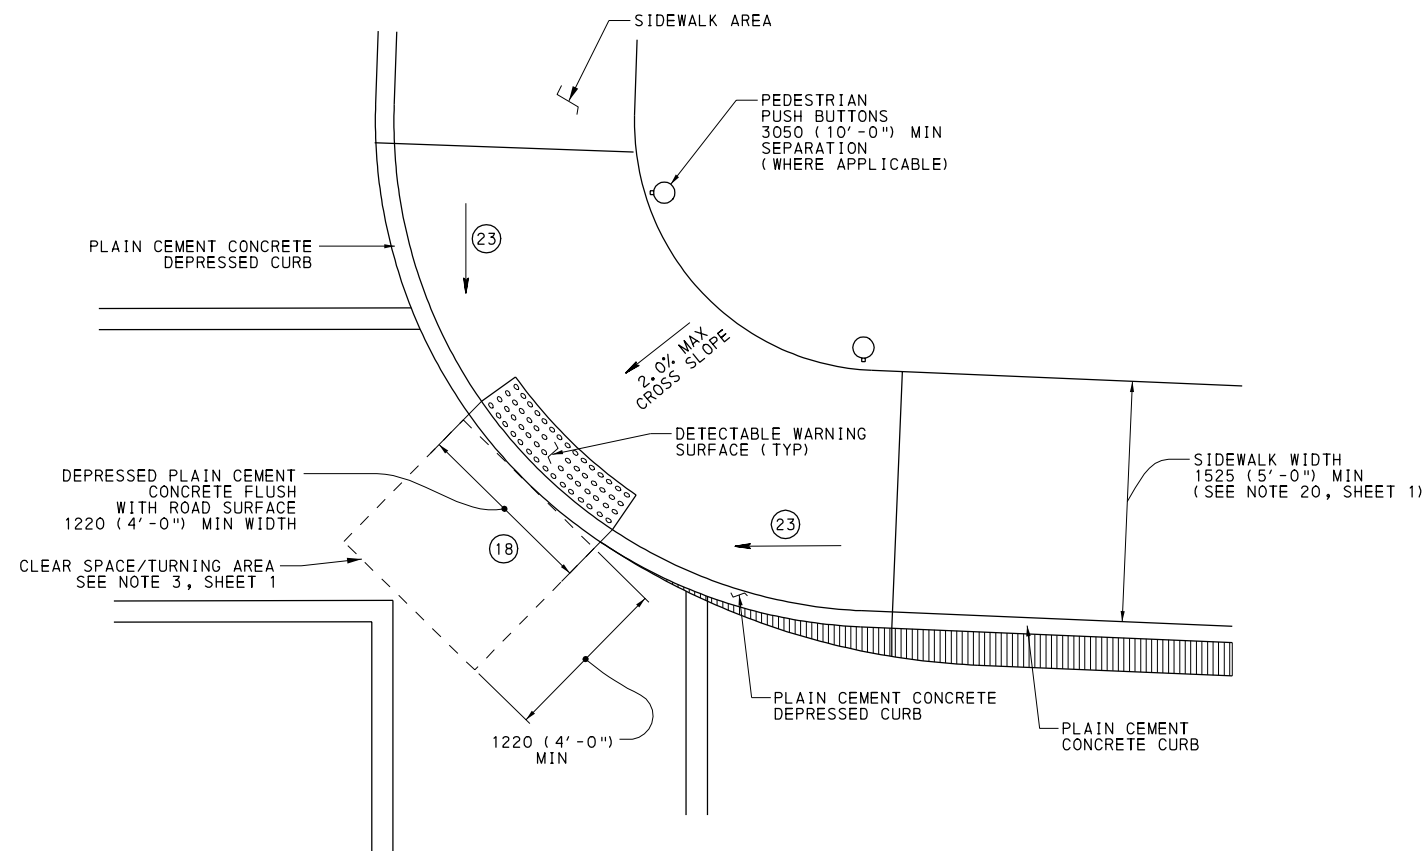 SIDEWALK AREA
PEDESTRIAN
PUSH BUTTONS
3050 (10'-0") MIN
SEPARATION
(WHERE APPLICABLE)
23
PLAIN CEMENT CONCRETE
DEPRESSED CURB
2.0% MAX
CROSS SLOPE
DETECTABLE WARNING
SURFACE (TYP)
SIDEWALK WIDTH
1525 (5'-0") MIN
(SEE NOTE 20, SHEET 1)
DEPRESSED PLAIN CEMENT
CONCRETE FLUSH
WITH ROAD SURFACE
1220 (4'-0") MIN WIDTH
23
18
CLEAR SPACE/TURNING AREA
SEE NOTE 3, SHEET 1
PLAIN CEMENT CONCRETE
DEPRESSED CURB
PLAIN CEMENT
CONCRETE CURB
1220 (4'-0")
MIN